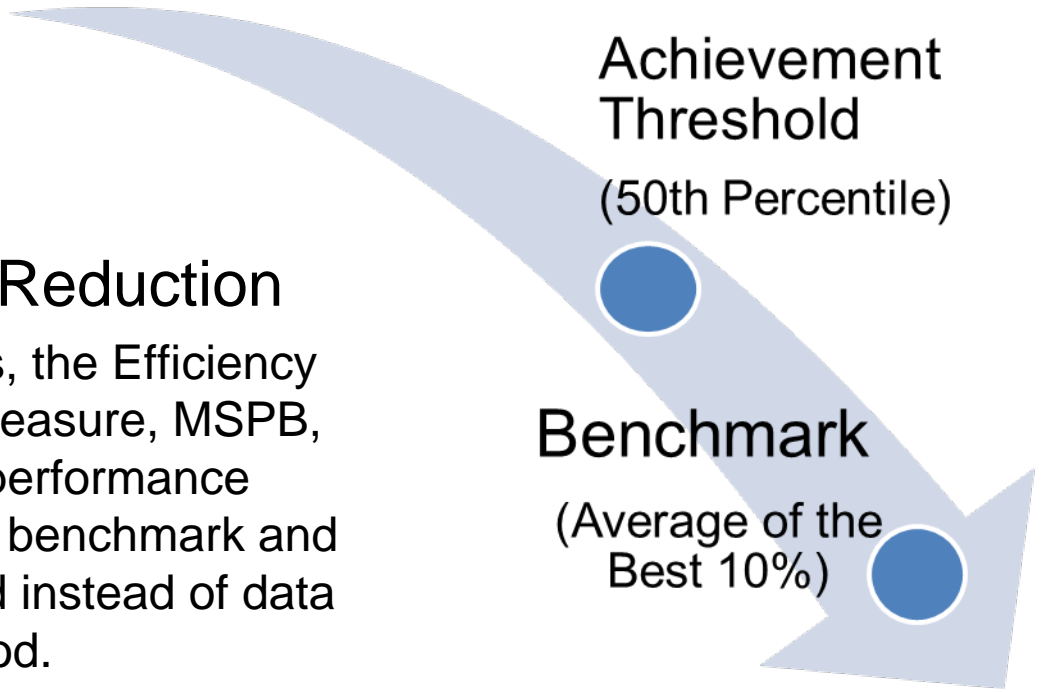 Achievement
Threshold
(50th Percentile)
Reduction
, the Efficiency
easure, MSPB,
performance
benchmark and
instead of data
Benchmark
(Average of the
Best 10%)